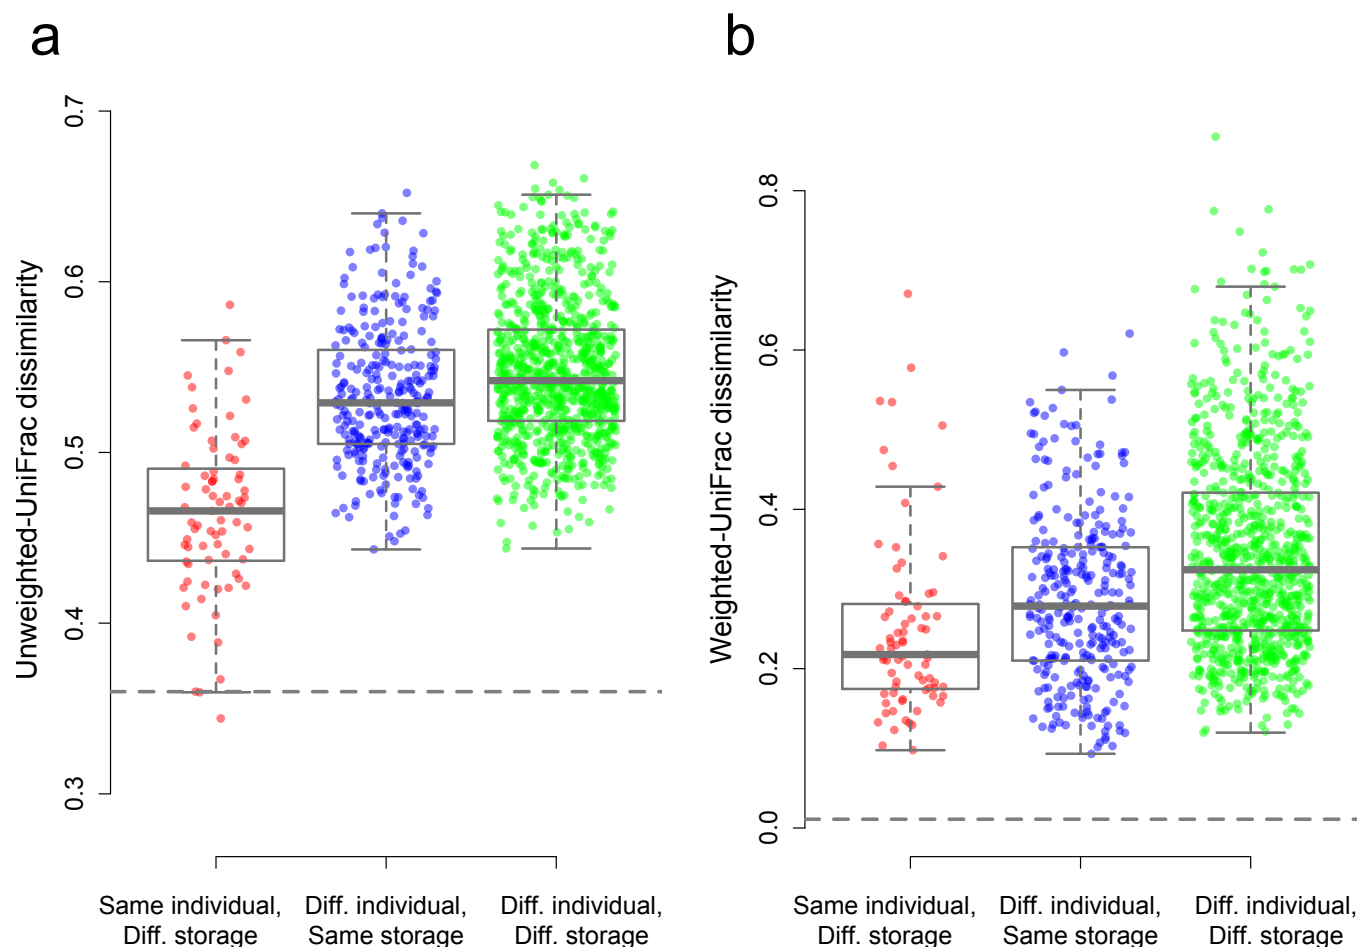 a
Unweighted-UniFrac dissimilarity
0.7
0.6
0.5
0.4
0.3
Same individual,
Diff. storage
Diff. individual,
Same storage
Diff. individual,
Diff. storage
b
Weighted-UniFrac dissimilarity
0.8
0.6
0.4
0.2
0.0
Same individual,
Diff. storage
Diff. individual,
Same storage
Diff. individual,
Diff. storage